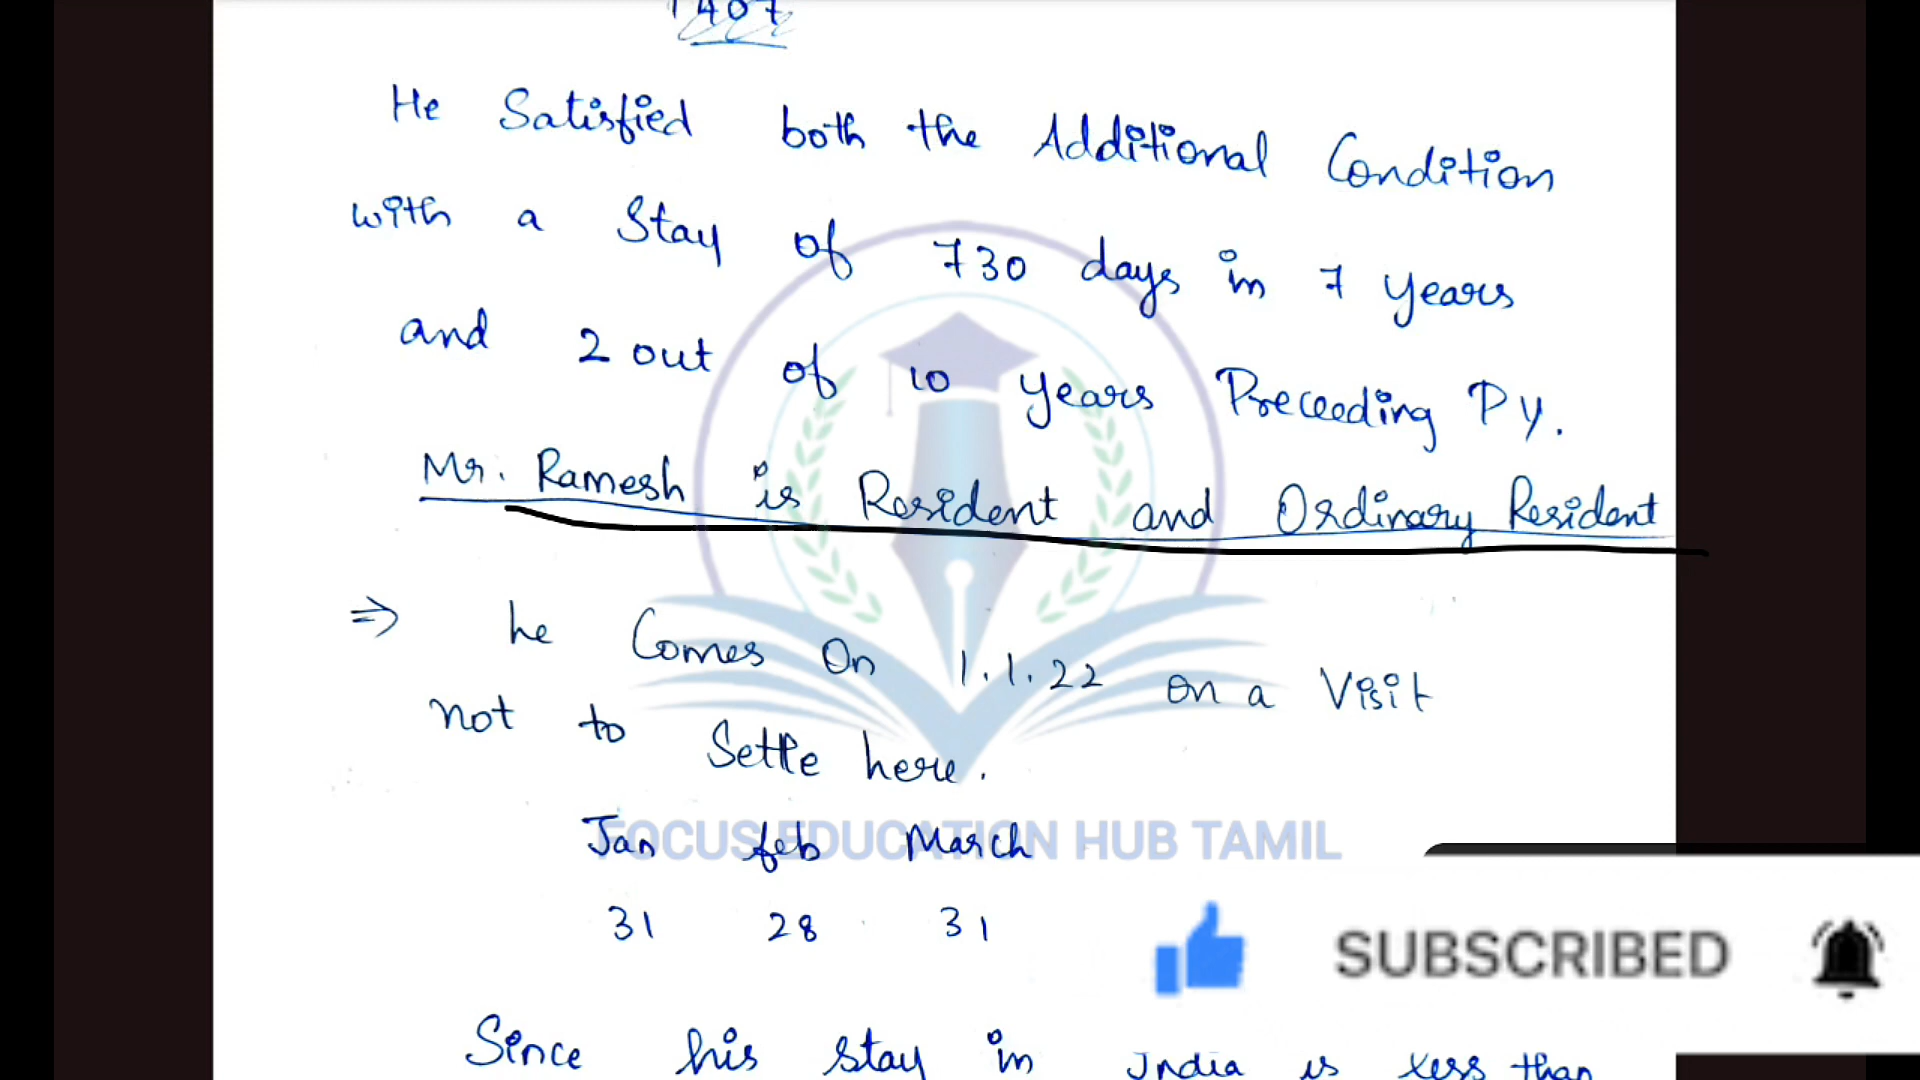 1407
He Satisfied both the Additional Condition
with a Stay of 730 days in 7 years
and 2 out of 10 years Preceeding PY.
Mr. Ramesh is Resident and Ordinary Resident
⇒ he Comes On 1.1.22 on a Visit
not to Settle here.
FOCUS EDUCATION HUB TAMIL
Jan feb March
31 28 31
SUBSCRIBED
Since his stay in India is less than